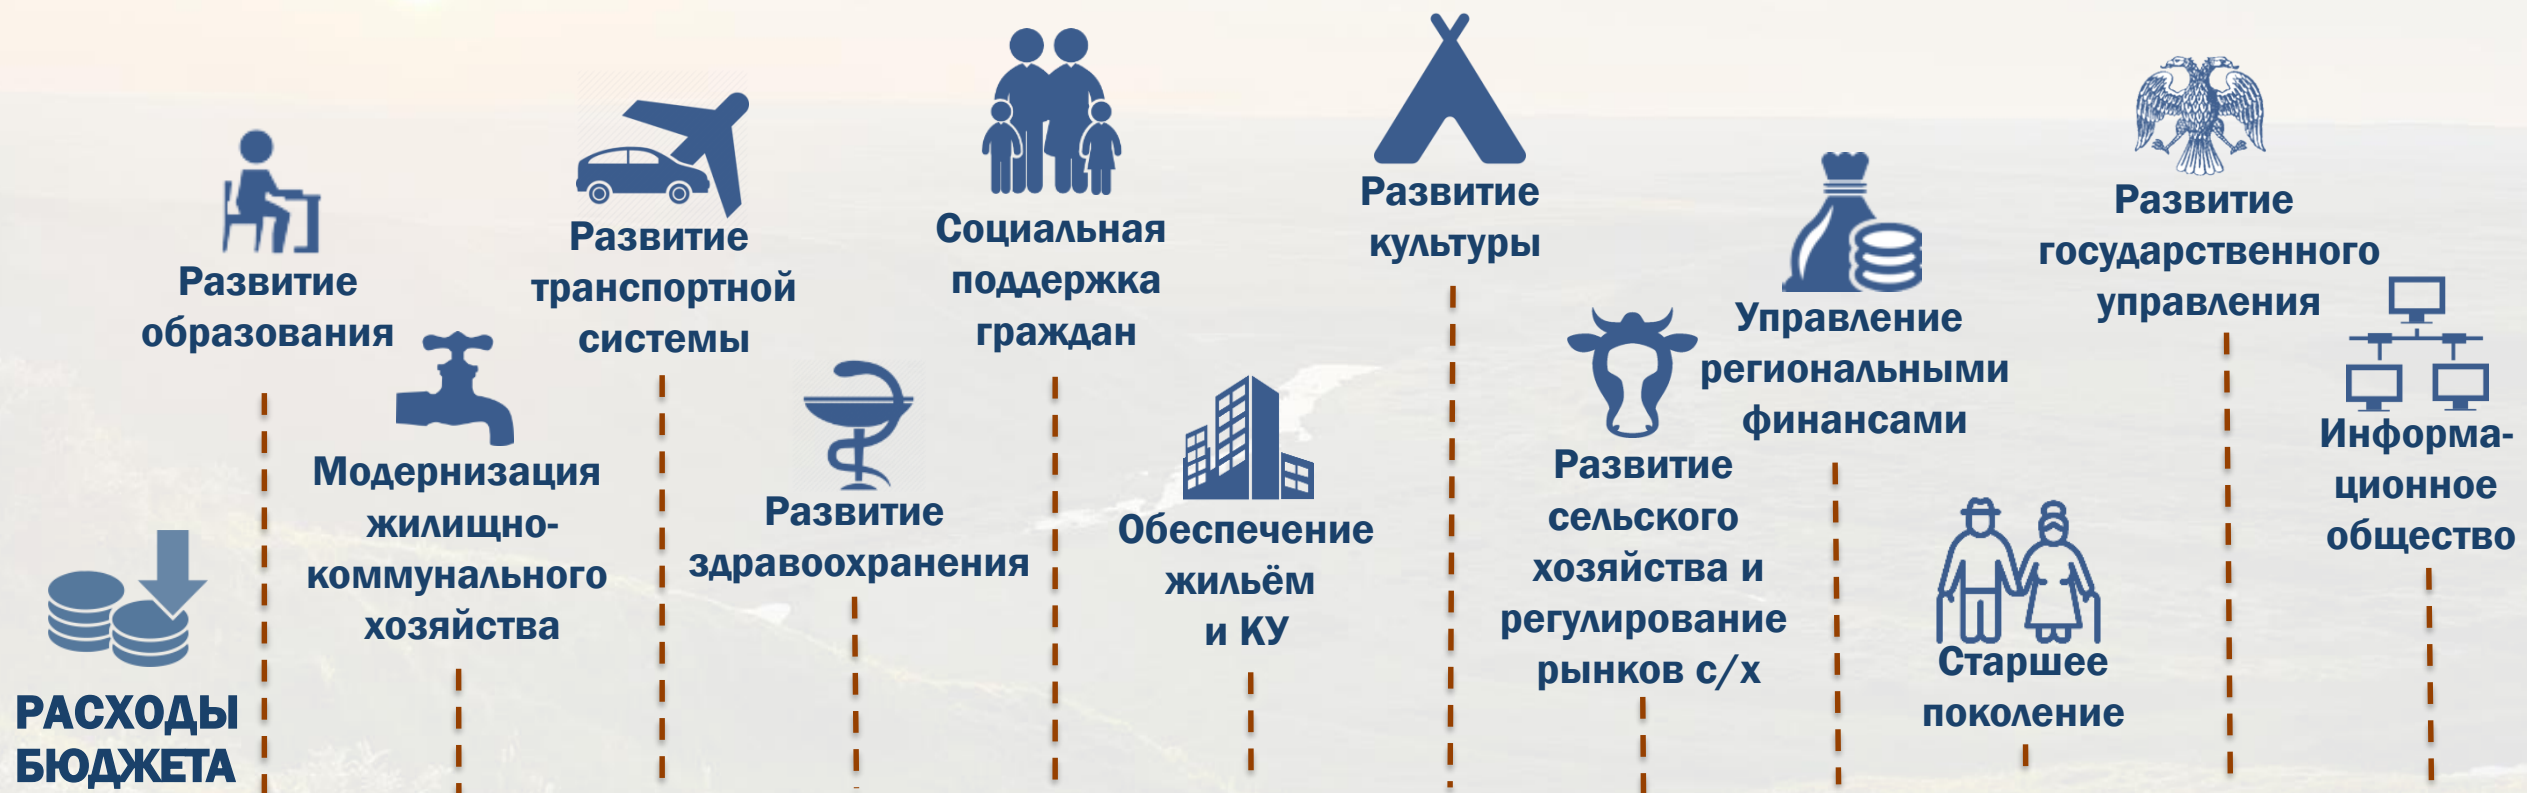 Развитие
образования
Модернизация
жилищно-
коммунального
хозяйства
Развитие
транспортной
системы
Развитие
здравоохранения
Социальная
поддержка
граждан
Обеспечение
жильём
и КУ
Развитие
культуры
Развитие
сельского
хозяйства и
регулирование
рынков с/х
Управление
региональными
финансами
Старшее
поколение
Развитие
государственного
управления
Информа-
ционное
общество
РАСХОДЫ
БЮДЖЕТА